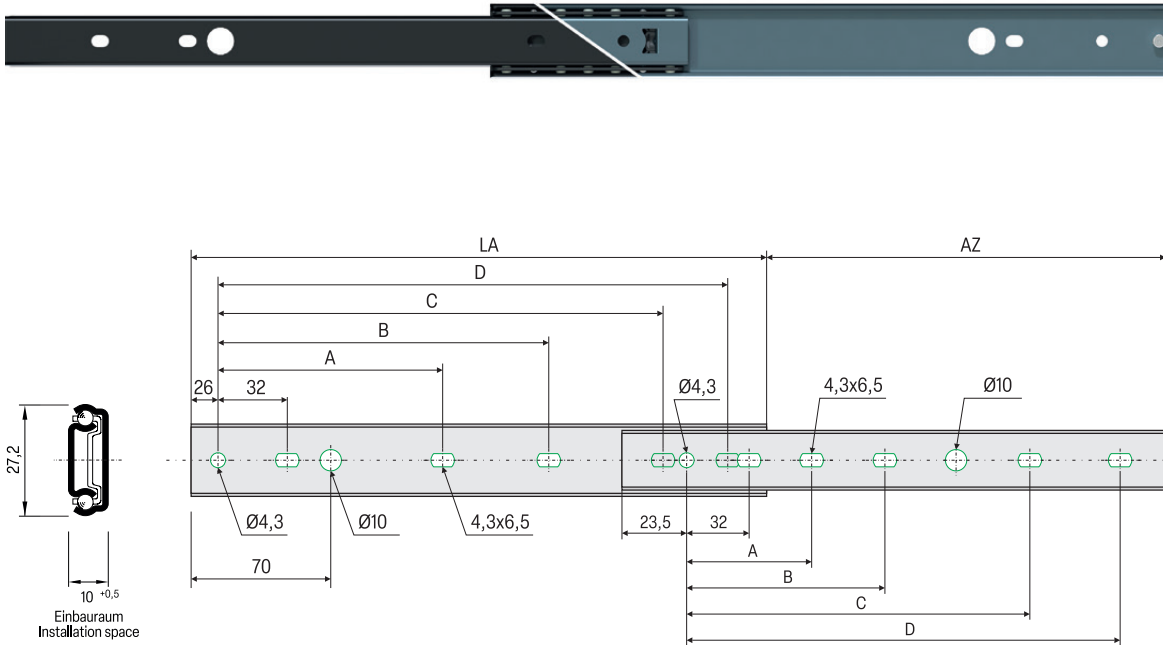 LA
AZ
D
C
B
A
26
32
Ø4,3
4,3x6,5
Ø10
27,2
Ø4,3
Ø10
4,3x6,5
23,5
32
70
A
B
C
D
10 +0,5
Einbauraum
Installation space